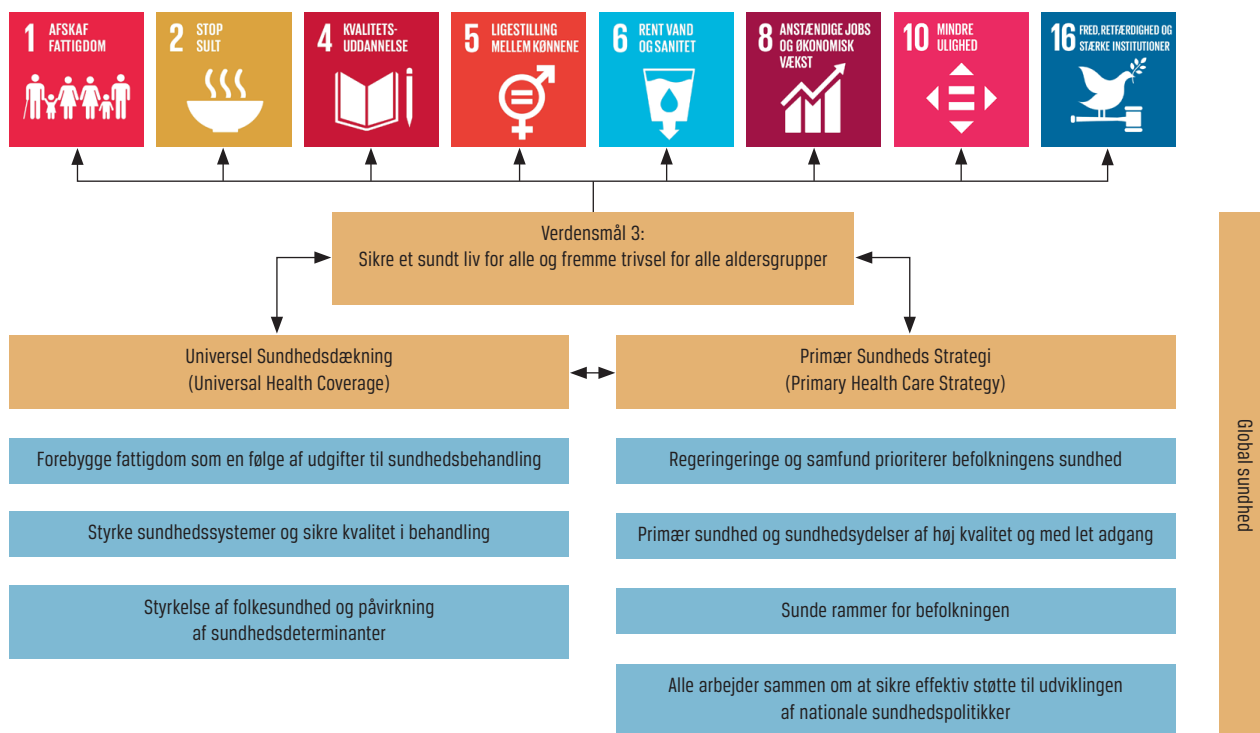 1 AFSKAF
FATTIGDOM
2 STOP
SULT
4 KVALITETS-
UDDANNELSE
5 LIGESTILLING
MELLEM KØNNENE
6 RENT VAND
OG SANITET
8 ANSTÆNDIGE JOBS
OG ØKONOMISK
VÆKST
10 MINDRE
ULIGHED
16 FRED, RETFÆRDIGHED OG
STÆRKE INSTITUTIONER
Verdensmål 3:
Sikre et sundt liv for alle og fremme trivsel for alle aldersgrupper
Universel Sundhedsdækning
(Universal Health Coverage)
Primær Sundheds Strategi
(Primary Health Care Strategy)
Forebygge fattigdom som en følge af udgifter til sundhedsbehandling
Styrke sundhedssystemer og sikre kvalitet i behandling
Styrkelse af folkesundhed og påvirkning
af sundhedsdeterminanter
Regeringeringe og samfund prioriterer befolkningens sundhed
Primær sundhed og sundhedsydelser af høj kvalitet og med let adgang
Sunde rammer for befolkningen
Alle arbejder sammen om at sikre effektiv støtte til udviklingen
af nationale sundhedspolitikker
Global sundhed